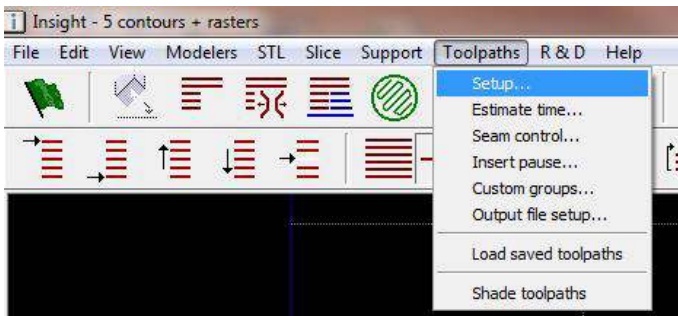 Insight - 5 contours + rasters
File Edit View Modelers STL Slice Support Toolpaths R & D Help
Setup...
Estimate time...
Seam control...
Insert pause...
Custom groups...
Output file setup...
Load saved toolpaths
Shade toolpaths